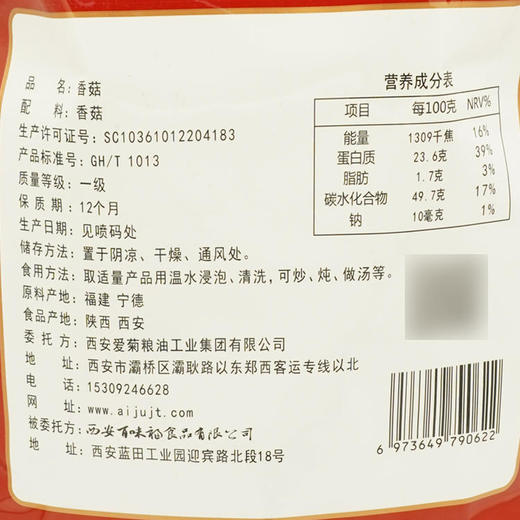 品 名：香菇
配 料：香菇
生产许可证号：SC10361012204183
产品标准号：GH/T 1013
质量等级：一级
保 质 期：12个月
生产日期：见喷码处
储存方法：置于阴凉、干燥、通风处。
食用方法：取适量产品用温水浸泡、清洗，可炒、炖、做汤等。
原料产地：福建 宁德
食品产地：陕西 西安
委 托 方：西安爱菊粮油工业集团有限公司
地 址：西安市灞桥区灞耿路以东郑西客运专线以北
电 话：15309246628
网 址：www.aijujt.com
被委托方：西安百味福食品有限公司
地 址：西安蓝田工业园迎宾路北段18号
营养成分表
项目 每100克 NRV%
能量 1309千焦 16%
蛋白质 23.6克 39%
脂肪 1.7克 3%
碳水化合物 49.7克 17%
钠 10毫克 1%
6 973649 790622